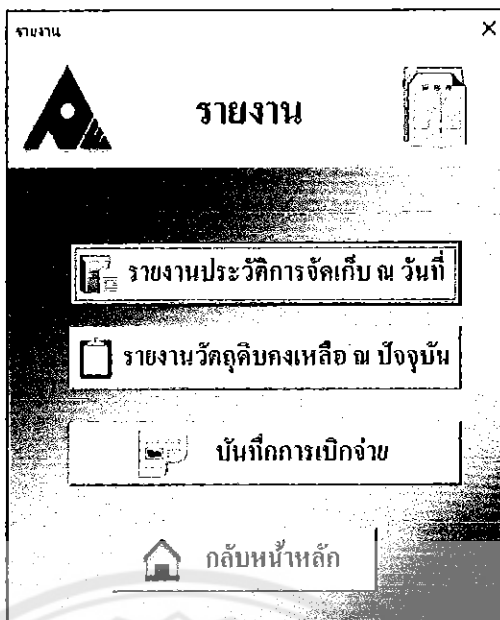 รายงาน
รายงาน
รายงานประวัติการจัดเก็บ ณ วันที่
รายงานวัตถุดิบคงเหลือ ณ ปัจจุบัน
บันทึกการเบิกจ่าย
กลับหน้าหลัก